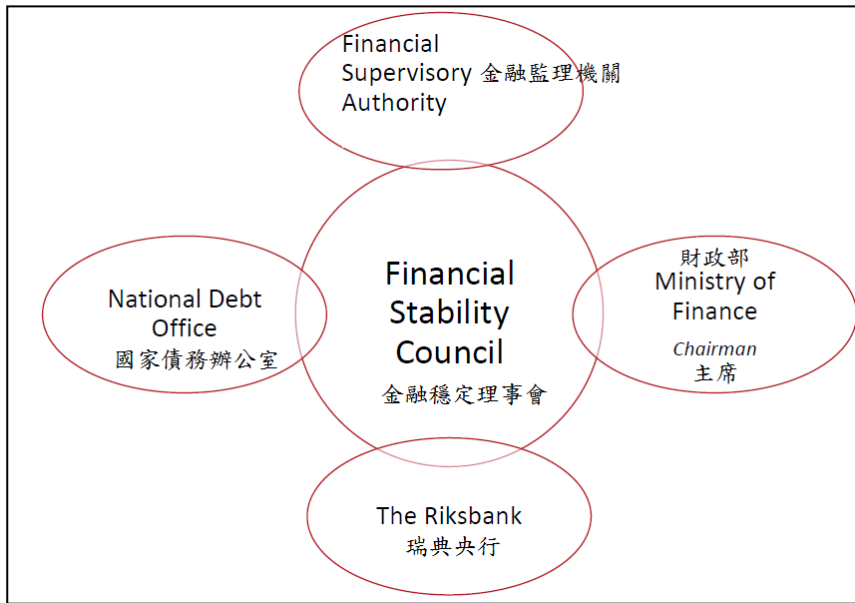 Financial
Supervisory 金融監理機關
Authority
National Debt
Office
國家債務辦公室
Financial
Stability
Council
金融穩定理事會
財政部
Ministry of
Finance
Chairman
主席
The Riksbank
瑞典央行